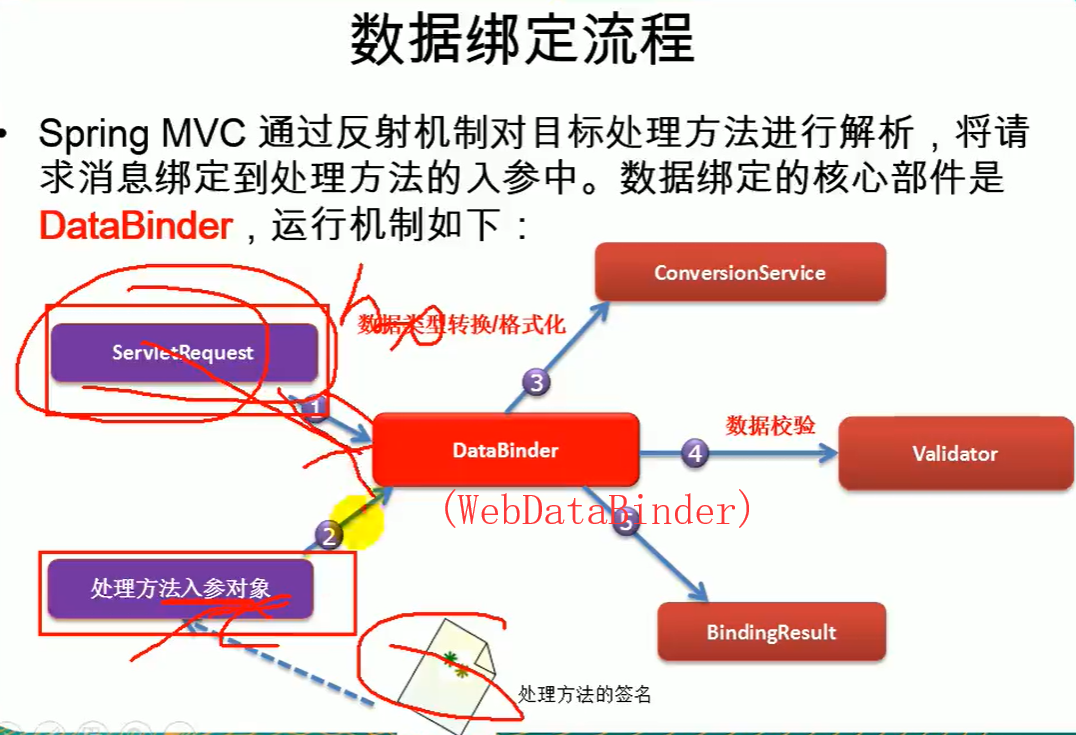 数据绑定流程
• Spring MVC 通过反射机制对目标处理方法进行解析，将请
求消息绑定到处理方法的入参中。数据绑定的核心部件是
DataBinder，运行机制如下：
ConversionService
数据类型转换/格式化
ServletRequest
3
1
数据校验
DataBinder
4
Validator
(WebDataBinder)
5
2
处理方法入参对象
BindingResult
处理方法的签名